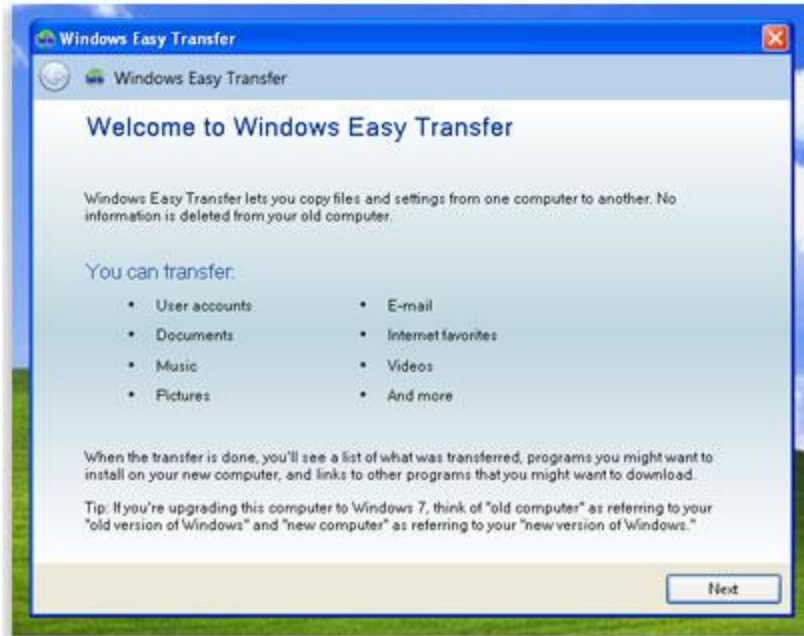 Windows Easy Transfer
Windows Easy Transfer
Welcome to Windows Easy Transfer
Windows Easy Transfer lets you copy files and settings from one computer to another. No
information is deleted from your old computer.
You can transfer:
• User accounts • E-mail
• Documents • Internet favorites
• Music • Videos
• Pictures • And more
When the transfer is done, you'll see a list of what was transferred, programs you might want to
install on your new computer, and links to other programs that you might want to download.
Tip: If you're upgrading this computer to Windows 7, think of "old computer" as referring to your
"old version of Windows" and "new computer" as referring to your "new version of Windows."
Next